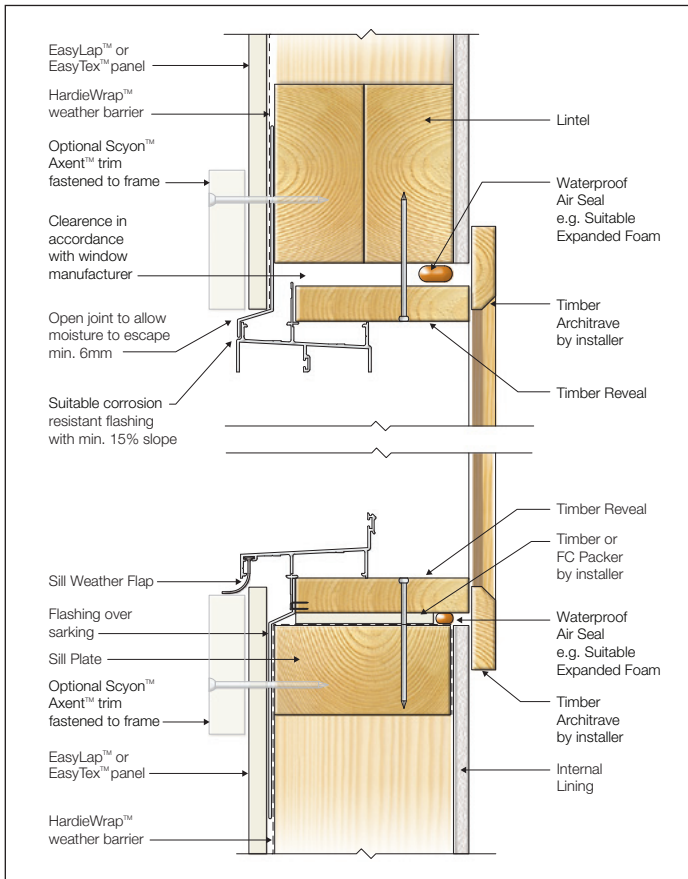 EasyLap™ or
EasyTex™ panel
HardieWrap™
weather barrier
Optional Scyon™
Axent™ trim
fastened to frame
Clearence in
accordance
with window
manufacturer
Open joint to allow
moisture to escape
min. 6mm
Suitable corrosion
resistant flashing
with min. 15% slope
Lintel
Waterproof
Air Seal
e.g. Suitable
Expanded Foam
Timber
Architrave
by installer
Timber Reveal
Sill Weather Flap
Flashing over
sarking
Sill Plate
Optional Scyon™
Axent™ trim
fastened to frame
EasyLap™ or
EasyTex™ panel
HardieWrap™
weather barrier
Timber Reveal
Timber or
FC Packer
by installer
Waterproof
Air Seal
e.g. Suitable
Expanded Foam
Timber
Architrave
by installer
Internal
Lining